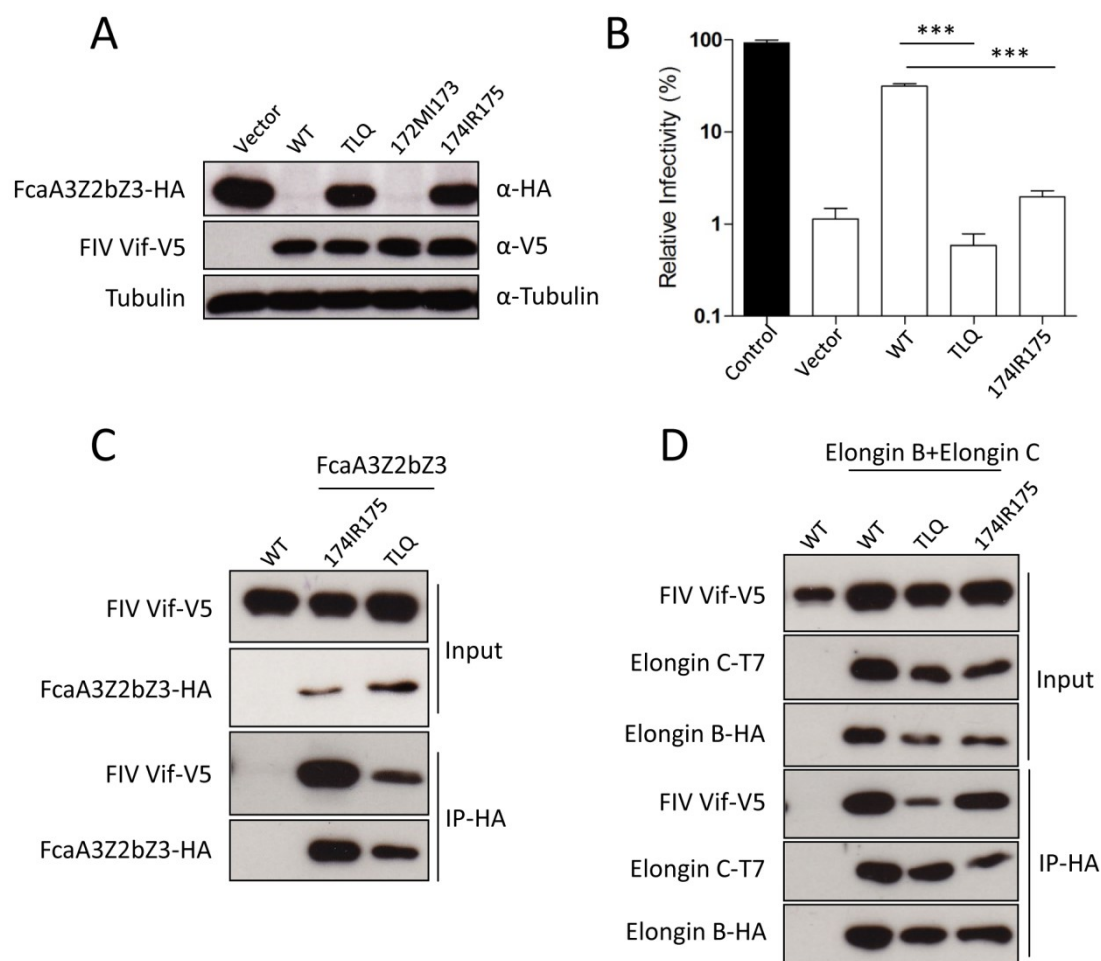 A
Vector WT TLQ 172MI173 174IR175
FcaA3Z2bZ3-HA α-HA
FIV Vif-V5 α-V5
Tubulin α-Tubulin
B
Relative Infectivity (%)
100
10
1
0.1
***
***
Control Vector WT TLQ 174IR175
C
FcaA3Z2bZ3
WT 174IR175 TLQ
FIV Vif-V5
FcaA3Z2bZ3-HA
Input
FIV Vif-V5
FcaA3Z2bZ3-HA
IP-HA
D
Elongin B+Elongin C
WT WT TLQ 174IR175
FIV Vif-V5
Elongin C-T7
Elongin B-HA
Input
FIV Vif-V5
Elongin C-T7
Elongin B-HA
IP-HA